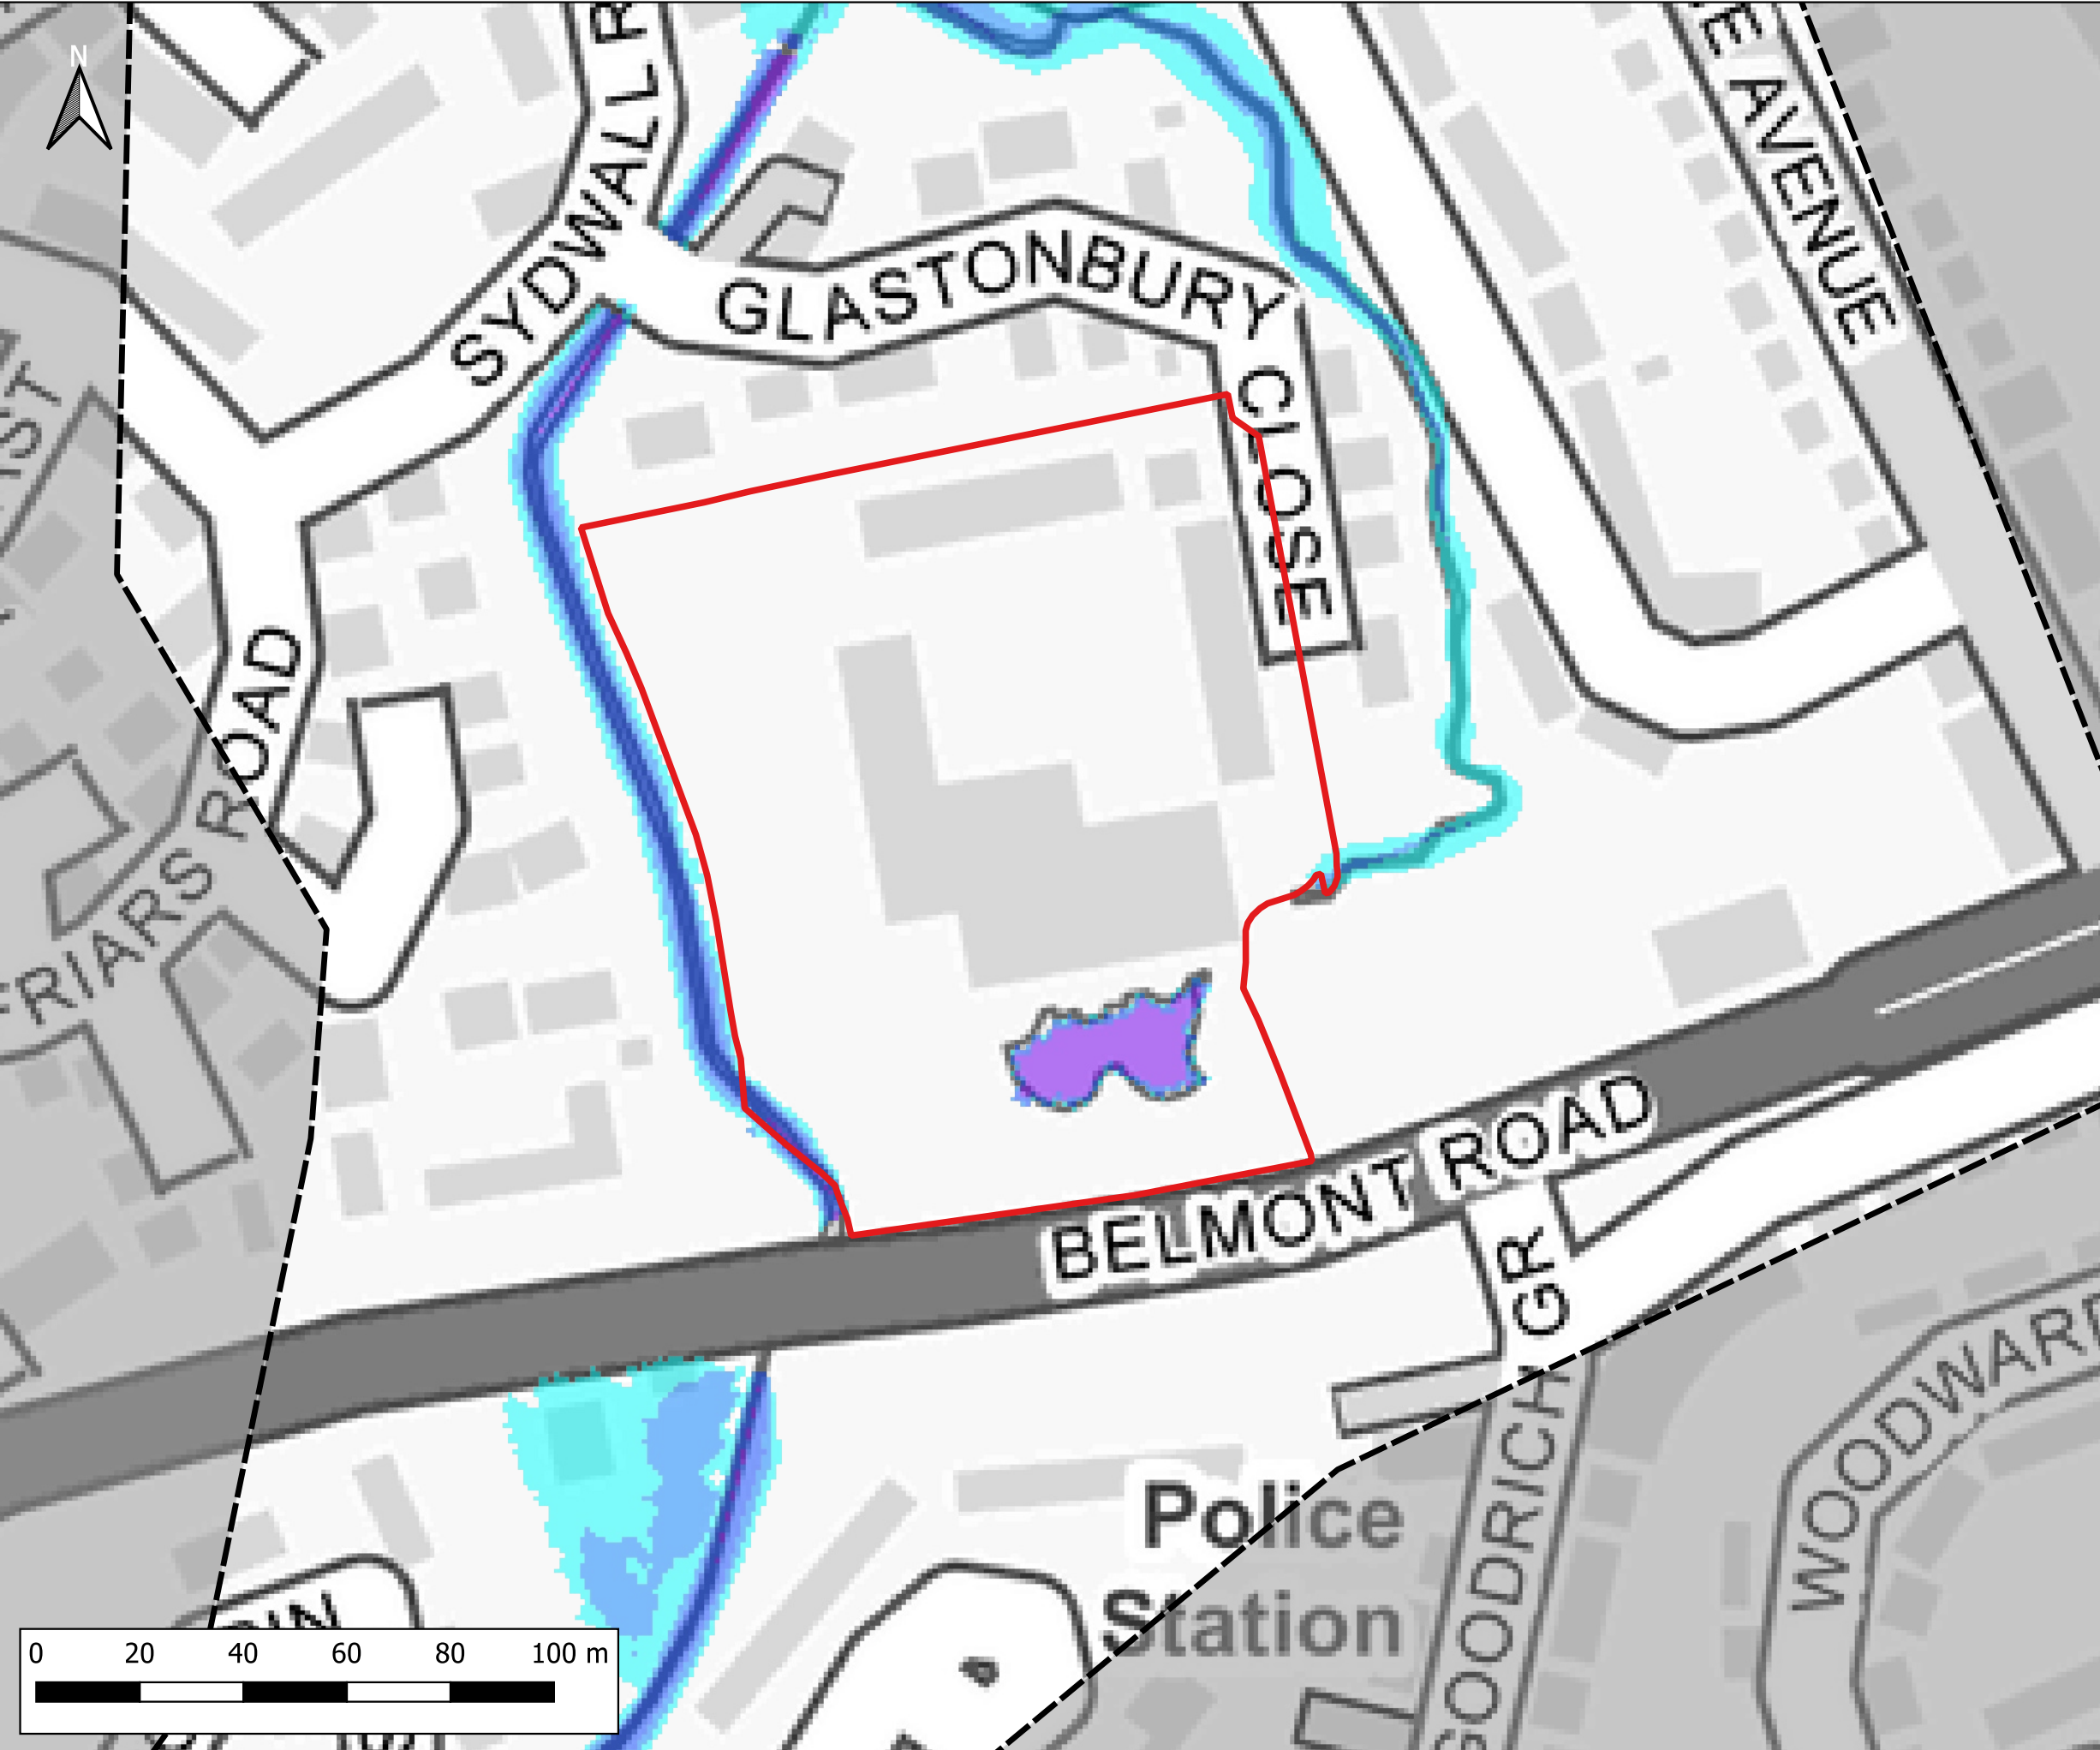 N
SYDWALL R
GLASTONBURY
CLOSE
AVENUE
ROAD
FRIARS
BELMONT ROAD
GR
GOODRICH
WOODWARD
Police
Station
0 20 40 60 80 100 m